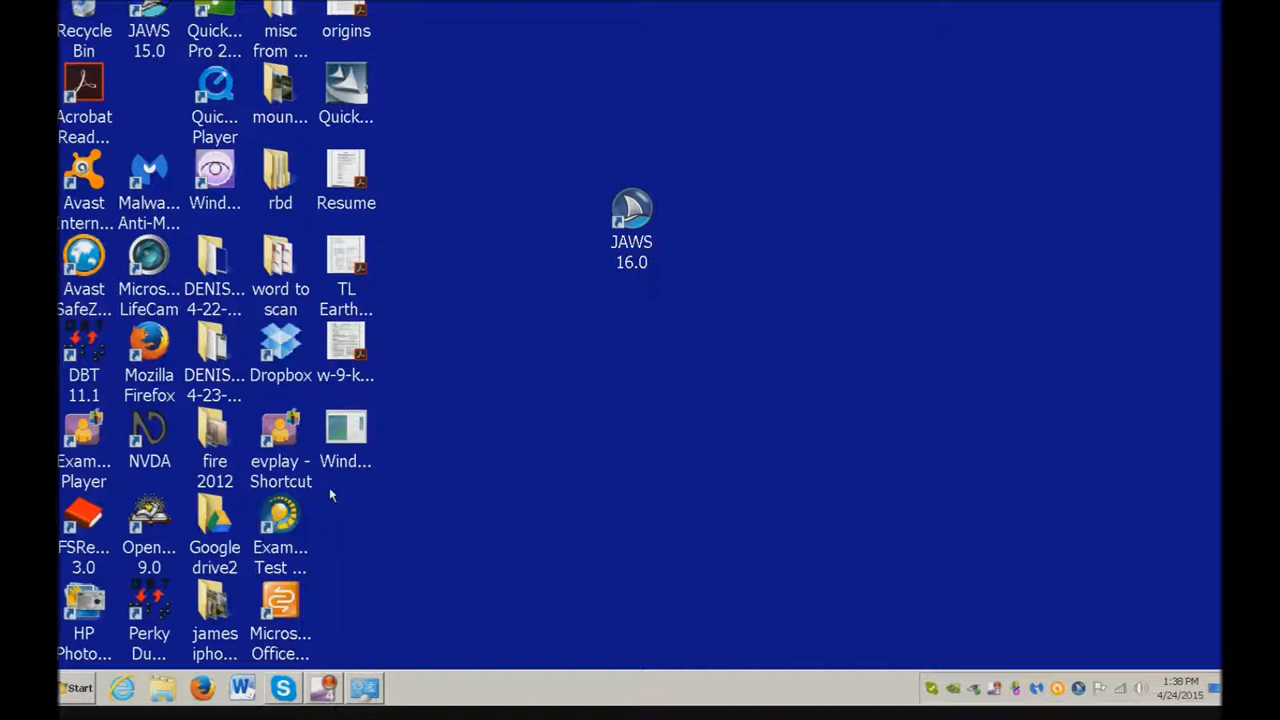 Recycle
Bin
JAWS
15.0
Quick...
Pro 2...
misc
from ...
origins
Acrobat
Read...
Quic...
Player
moun...
Quick...
Avast
Intern...
Malwa...
Anti-M...
Wind...
rbd
Resume
JAWS
16.0
Avast
SafeZ...
Micros...
LifeCam
DENIS...
4-22-...
word to
scan
TL
Earth...
DBT
DBT
11.1
Mozilla
Firefox
DENIS...
4-23-...
Dropbox
w-9-k...
Exam...
Player
NVDA
fire
2012
evplay -
Shortcut
Wind...
FSRe...
3.0
Open...
9.0
Google
drive2
Exam...
Test ...
HP
Photo...
DBT
Perky
Du...
james
ipho...
Micros...
Office...
Start
1:38 PM
4/24/2015